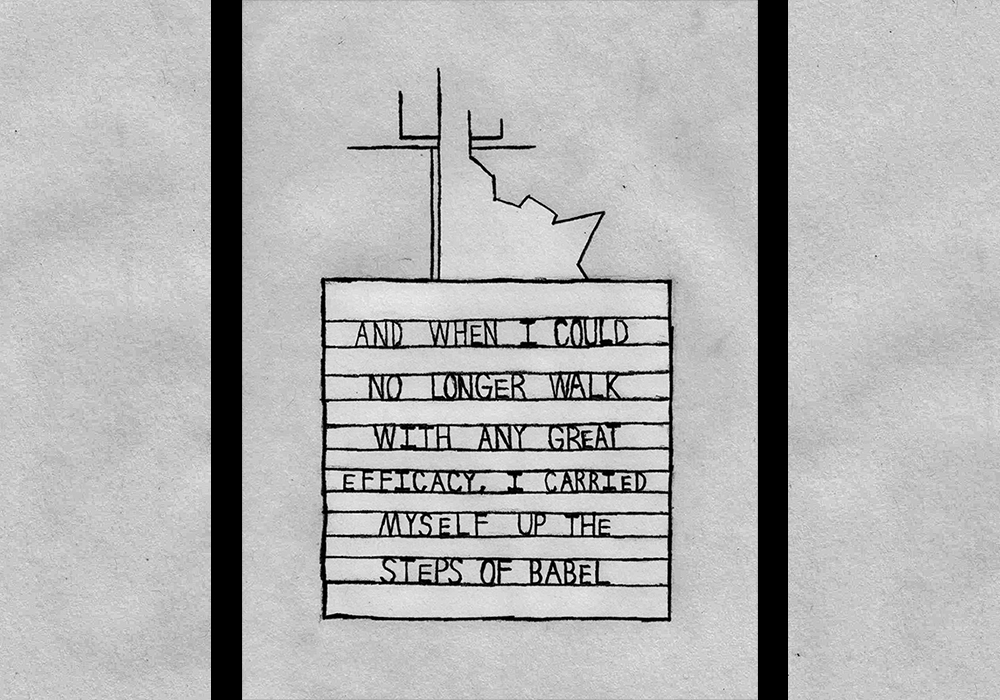 AND WHEN I COULD
NO LONGER WALK
WITH ANY GREAT
EFFICACY, I CARRIED
MYSELF UP THE
STEPS OF BABEL